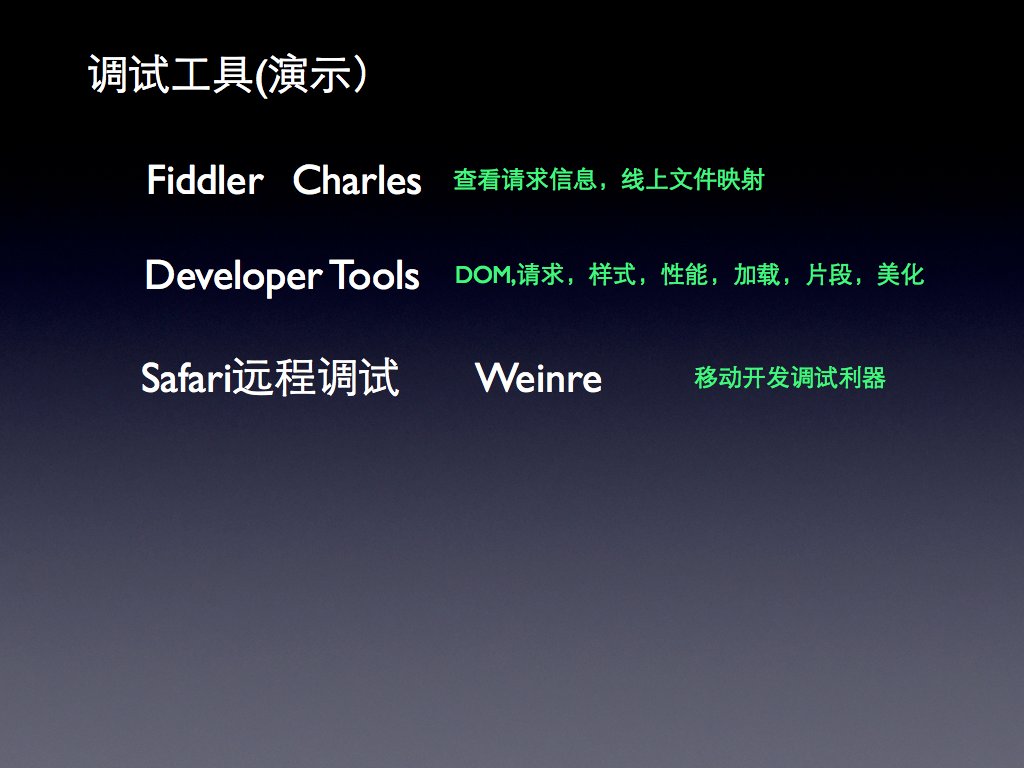 调试工具(演示）
Fiddler Charles 查看请求信息，线上文件映射
Developer Tools DOM,请求，样式，性能，加载，片段，美化
Safari远程调试 Weinre 移动开发调试利器